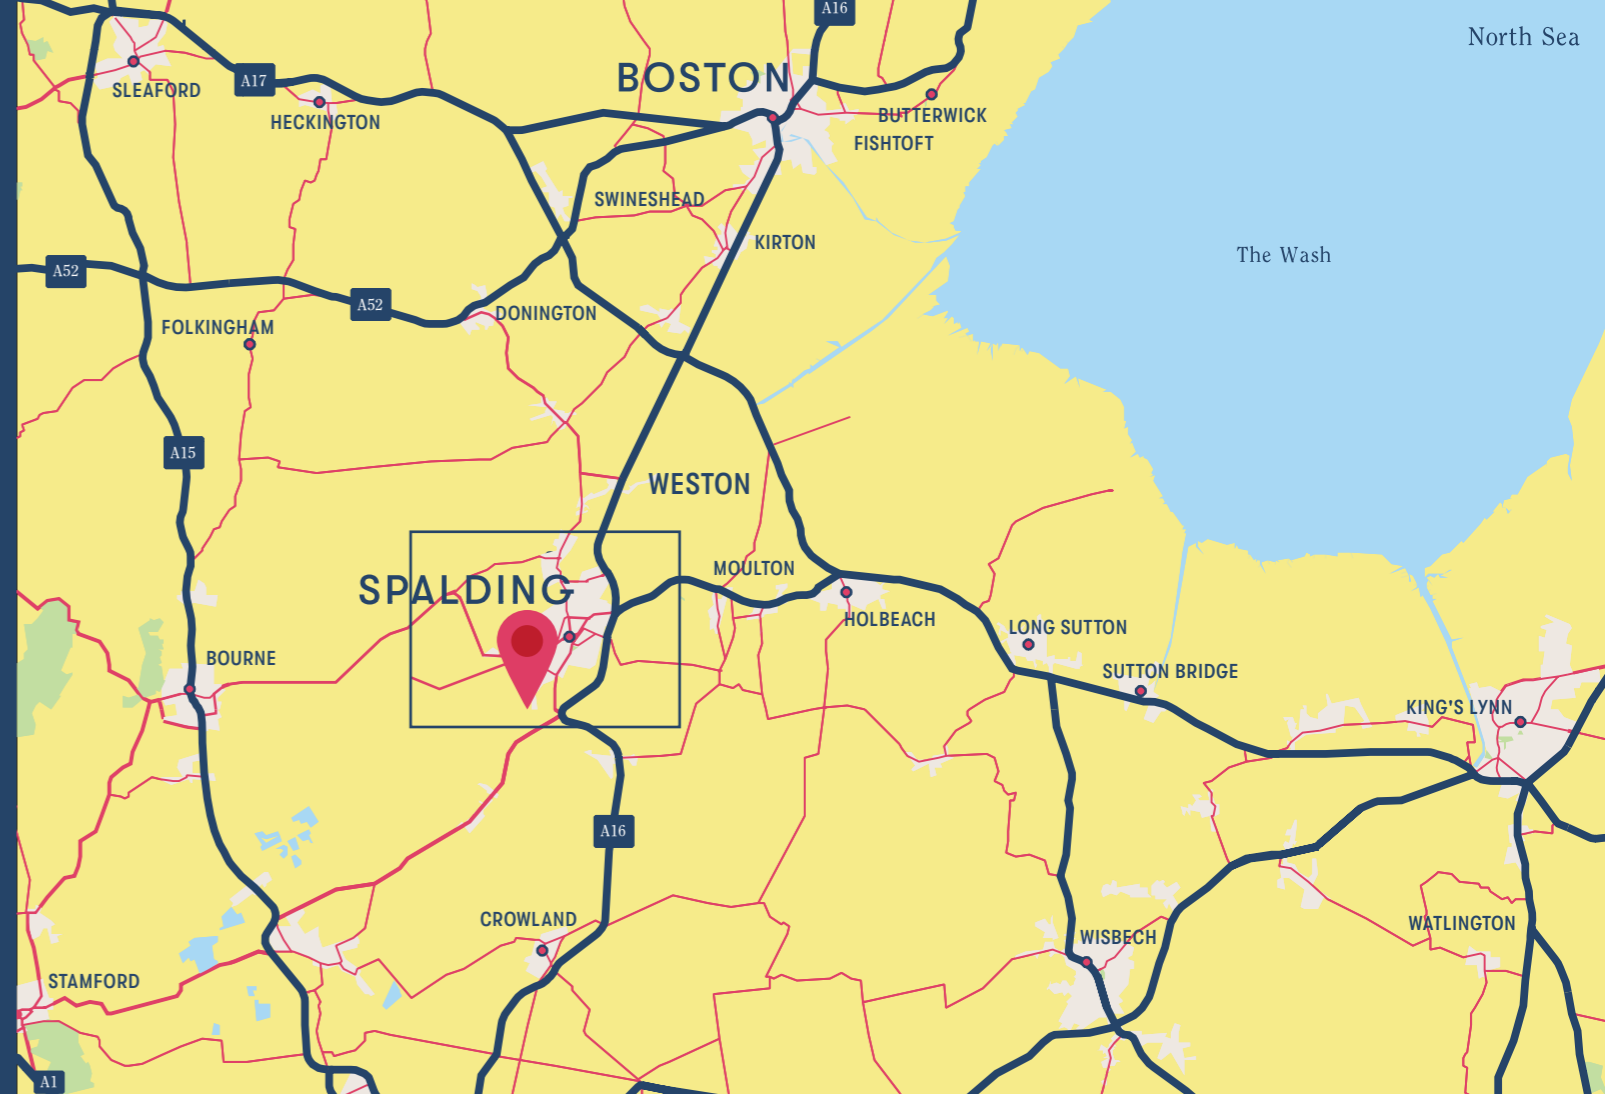 A16
North Sea
BOSTON
A17
SLEAFORD
HECKINGTON
BUTTERWICK
FISHTOFT
SWINESHEAD
KIRTON
The Wash
A52
A52
DONINGTON
FOLKINGHAM
A15
WESTON
MOULTON
SPALDING
HOLBEACH
LONG SUTTON
BOURNE
SUTTON BRIDGE
KING'S LYNN
A16
CROWLAND
WATLINGTON
WISBECH
STAMFORD
A1